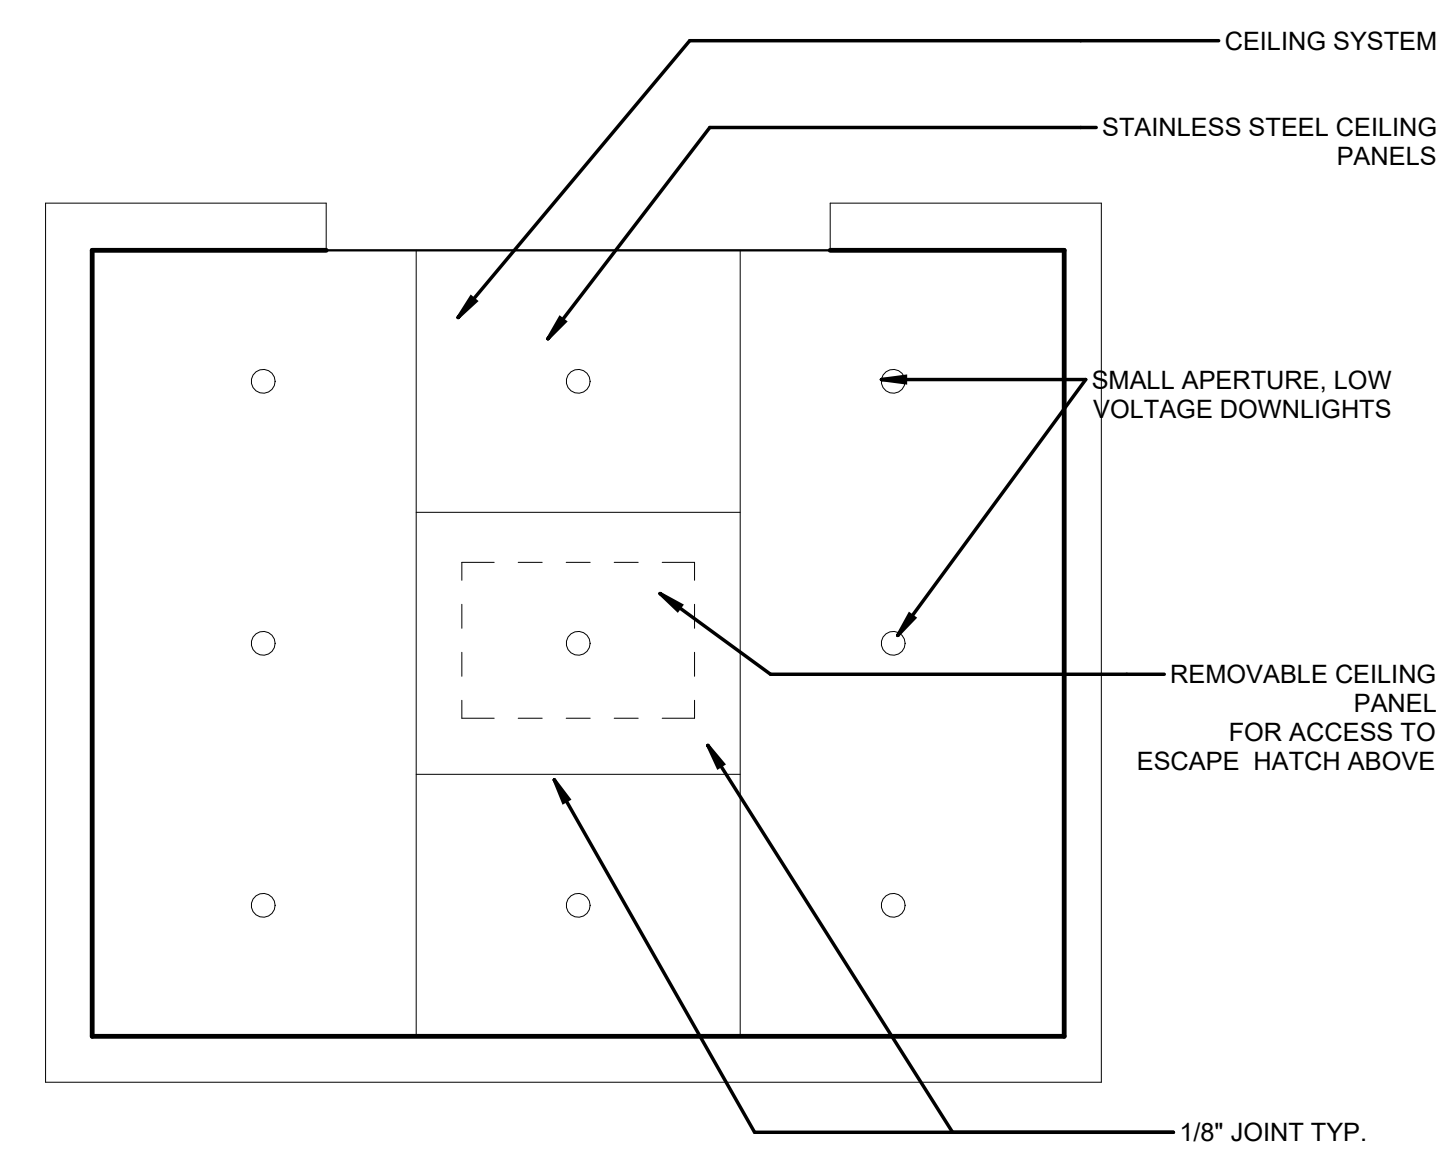 CEILING SYSTEM
STAINLESS STEEL CEILING
PANELS
SMALL APERTURE, LOW
VOLTAGE DOWNLIGHTS
REMOVABLE CEILING
PANEL
FOR ACCESS TO
ESCAPE  HATCH ABOVE
1/8" JOINT TYP.